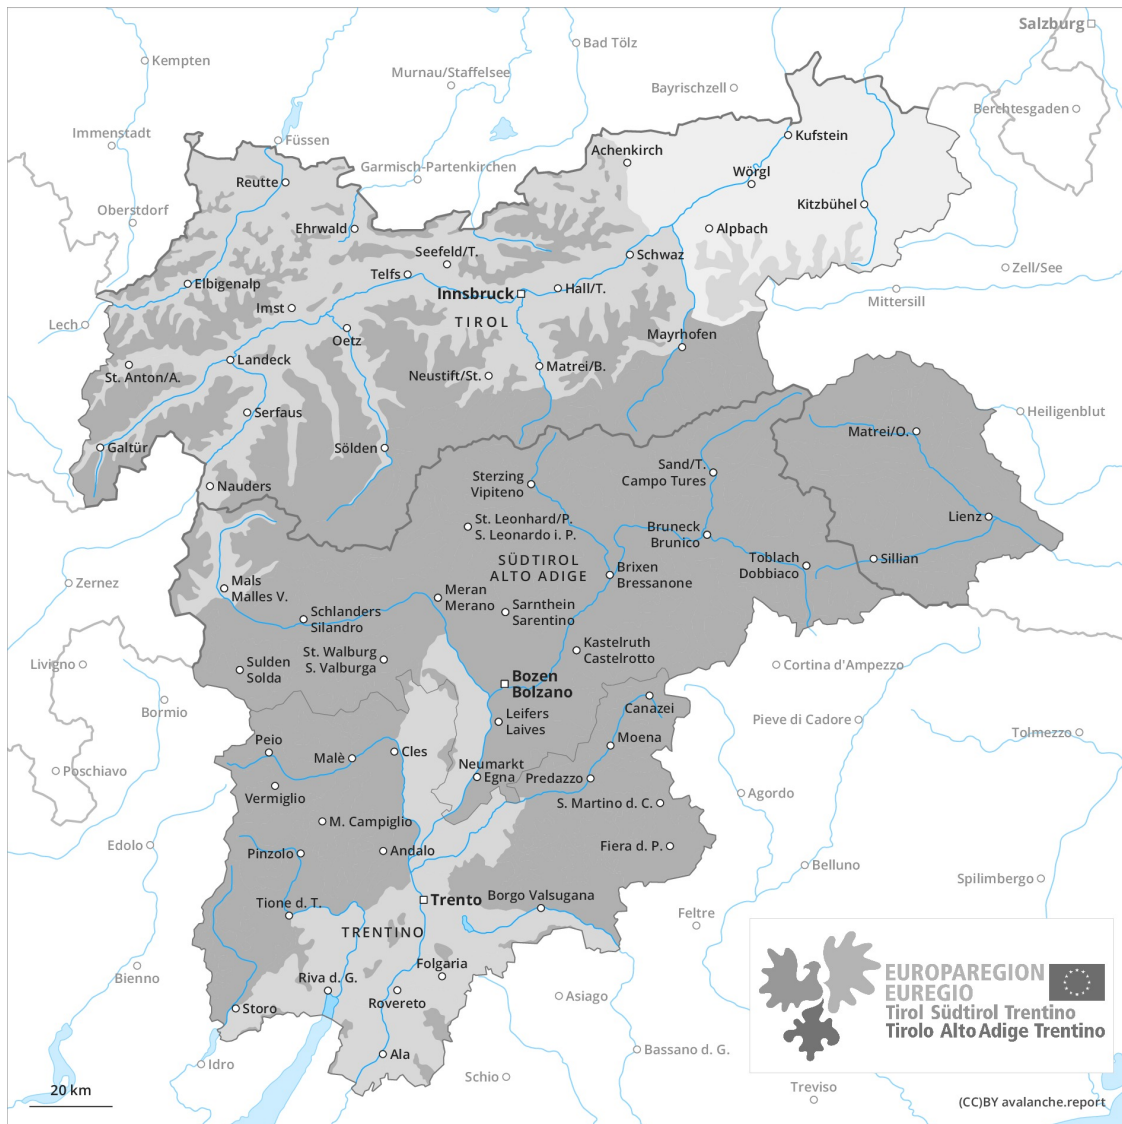 Salzburg
Bad Tölz
Kempten
Murnau/Staffelsee
Bayrischzell
Berchtesgaden
Immenstadt
Füssen
Kufstein
Achenkirch
Garmisch-Partenkirchen
Wörgl
Reutte
Kitzbühel
Oberstdorf
Ehrwald
Alpbach
Seefeld/T.
Schwaz
Telfs
Zell/See
Elbigenalp
Hall/T.
Innsbruck
Mittersill
Imst
TIROL
Lech
Oetz
Mayrhofen
Landeck
Matrei/B.
St. Anton/A.
Neustift/St.
Serfaus
Heiligenblut
Matrei/O.
Galtür
Sölden
Sand/T.
Campo Tures
Sterzing
Vipiteno
Nauders
St. Leonhard/P.
S. Leonardo i. P.
Lienz
Bruneck
Brunico
SÜDTIROL
ALTO ADIGE
Toblach
Dobbiaco
Sillian
Brixen
Bressanone
Zernez
Mals
Malles V.
Meran
Merano
Schlanders
Silandro
Sarnthein
Sarentino
Kastelruth
Castelrotto
St. Walburg
S. Valburga
Livigno
Sulden
Solda
Cortina d'Ampezzo
Bozen
Bolzano
Bormio
Canazei
Leifers
Laives
Pieve di Cadore
Tolmezzo
Moena
Peio
Cles
Malè
Poschiavo
Neumarkt
Egna
Predazzo
Vermiglio
Agordo
S. Martino d. C.
M. Campiglio
Edolo
Pinzolo
Andalo
Fiera d. P.
Belluno
Spilimbergo
Borgo Valsugana
Trento
Tione d. T.
Feltre
TRENTINO
Folgaria
Bienno
Riva d. G.
EUROPAREGION
EUREGIO
Tirol Südtirol Trentino
Tirolo Alto Adige Trentino
Rovereto
Asiago
Storo
Bassano d. G.
Ala
Idro
Schio
Treviso
20 km
(CC)BY avalanche.report